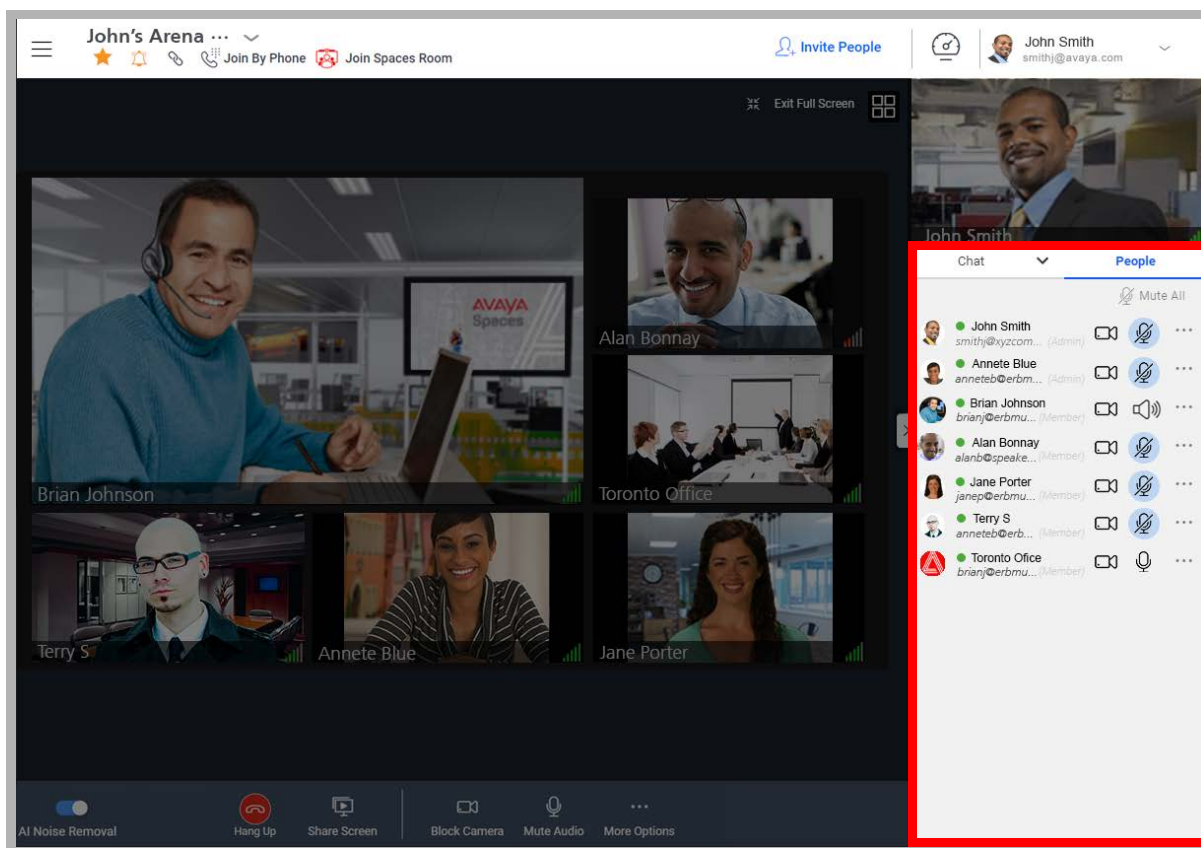 John's Arena ...
Join By Phone Join Spaces Room
Invite People
John Smith
smithj@avaya.com
Exit Full Screen
John Smith
AVAYA
Spaces
Brian Johnson
Alan Bonnay
Toronto Office
Terry S
Annete Blue
Jane Porter
AI Noise Removal
Hang Up
Share Screen
Block Camera
Mute Audio
More Options
Chat People
Mute All
John Smith
smithj@xyzcom... (Admin)
Annete Blue
anneteb@erbm... (Admin)
Brian Johnson
brianj@erbmu... (Member)
Alan Bonnay
alanb@speake... (Member)
Jane Porter
janep@erbmu... (Member)
Terry S
anneteb@erb... (Member)
Toronto Ofice
brianj@erbmu... (Member)